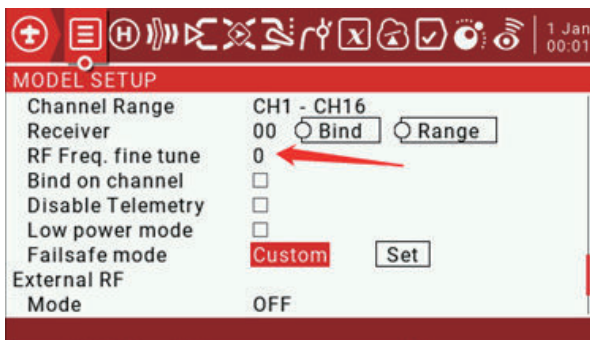 1 Jan
00:01
MODEL SETUP
Channel Range CH1 - CH16
Receiver 00 Bind Range
RF Freq. fine tune 0
Bind on channel
Disable Telemetry
Low power mode
Failsafe mode Custom Set
External RF
Mode OFF